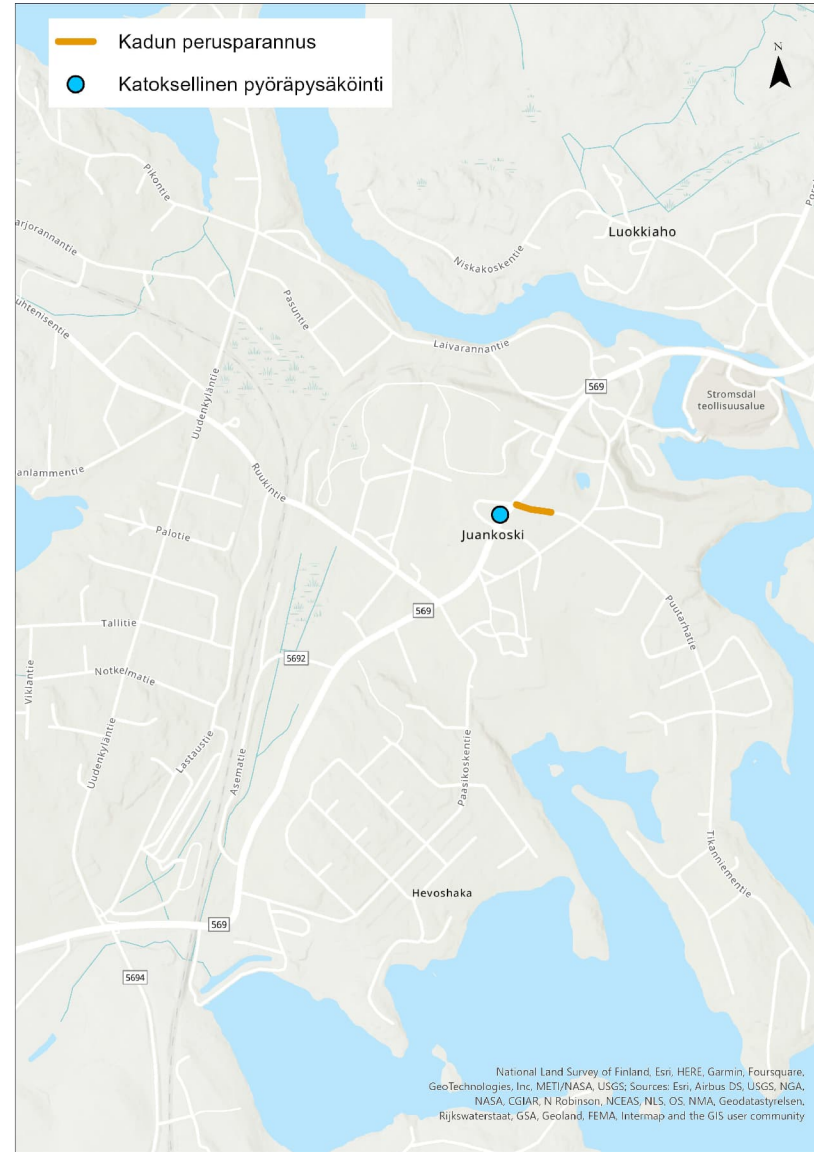 Kadun perusparannus
Katoksellinen pyöräpysäköinti
N
Pikontie
arjorannantie
Luokkiaho
Niskakoskentie
Pasuntie
uhtenisentie
Laivarannantie
569
Stromsdal
teollisuusalue
Uudenkyläntie
anlammentie
Ruukintie
Juankoski
Palotie
569
Puutarhatie
Tallitie
5692
Notkelmatie
Viklantie
Lastaustie
Asematie
Uudenkyläntie
Paasikoskentie
Tikanniementie
Hevoshaka
569
5694
National Land Survey of Finland, Esri, HERE, Garmin, Foursquare,
GeoTechnologies, Inc, METI/NASA, USGS; Sources: Esri, Airbus DS, USGS, NGA,
NASA, CGIAR, N Robinson, NCEAS, NLS, OS, NMA, Geodatastyrelsen,
Rijkswaterstaat, GSA, Geoland, FEMA, Intermap and the GIS user community